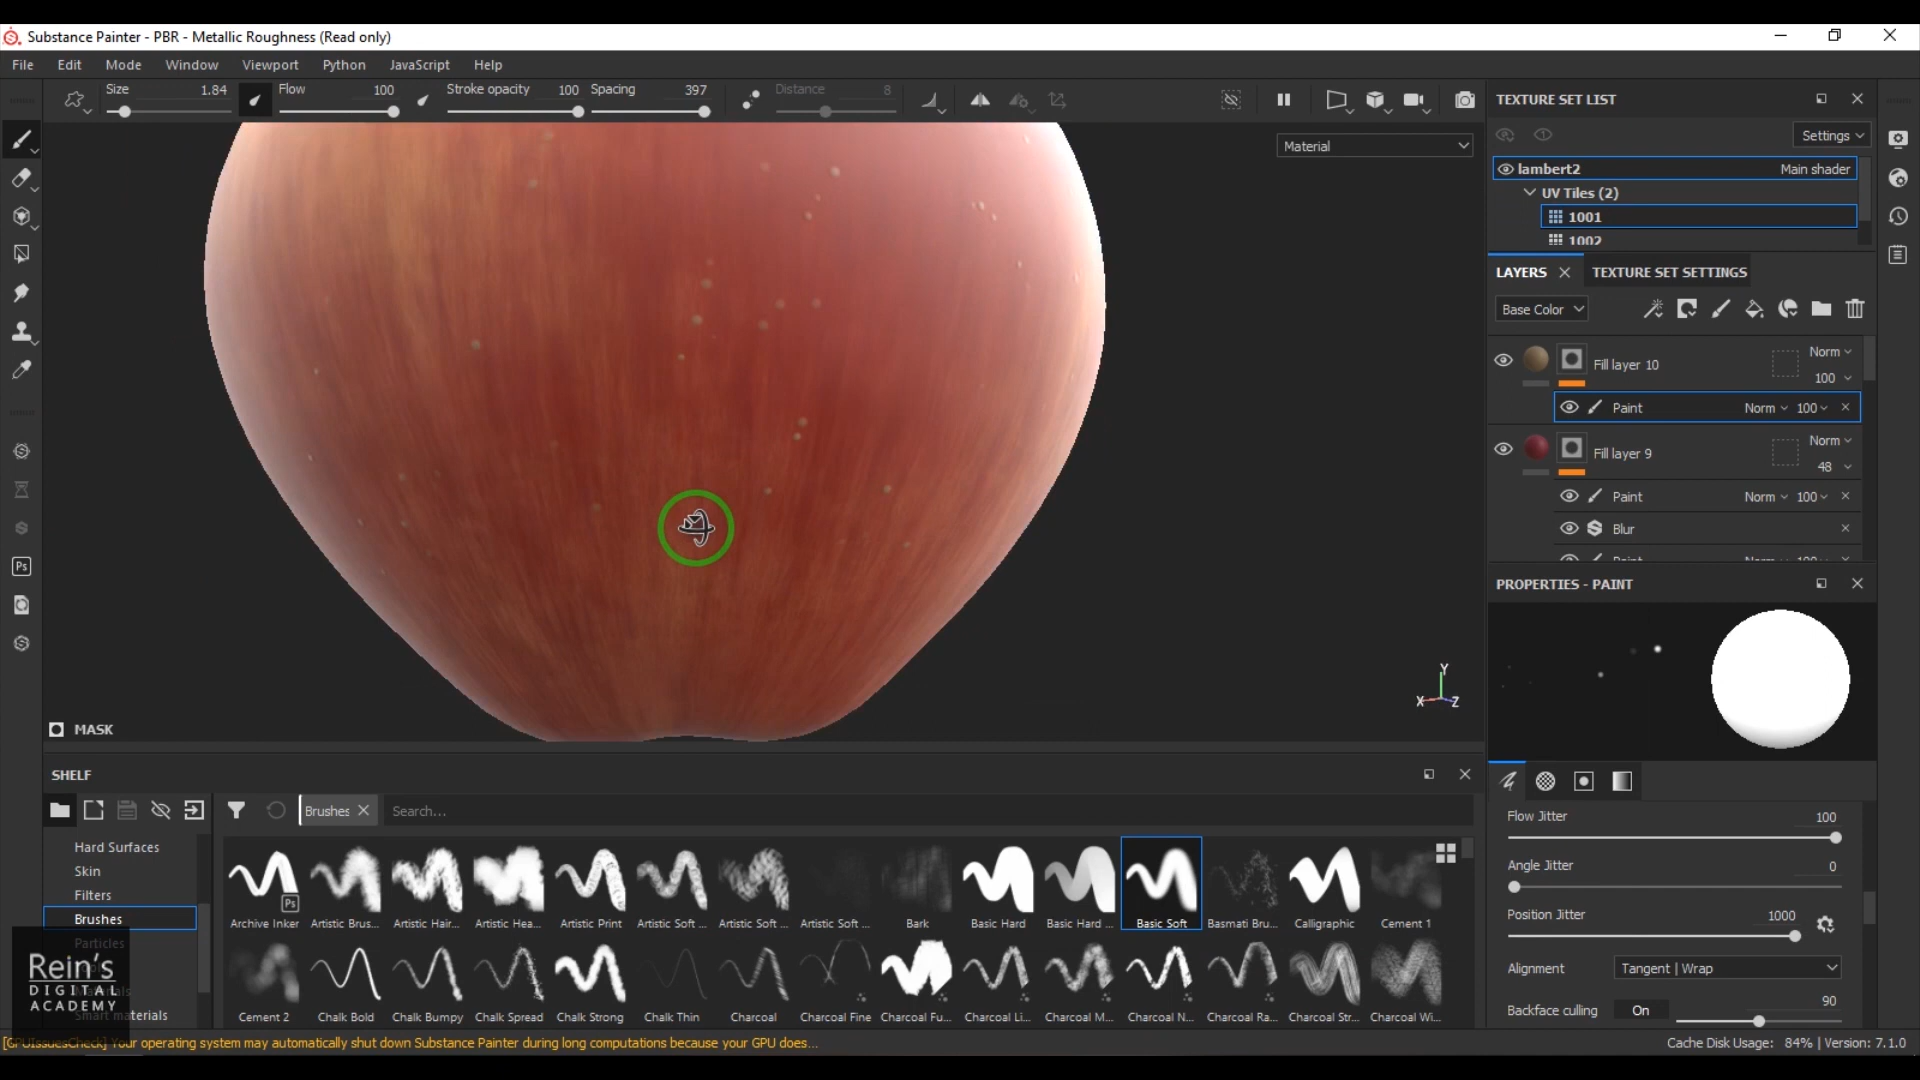 Substance Painter - PBR - Metallic Roughness (Read only)
File Edit Mode Window Viewport Python JavaScript Help
Size 1.84 Flow 100 Stroke opacity 100 Spacing 397 Distance 8
Material
MASK
Y
X Z
TEXTURE SET LIST
Settings
lambert2 Main shader
UV Tiles (2)
1001
1002
LAYERS TEXTURE SET SETTINGS
Base Color
Fill layer 10 Norm 100
Paint Norm 100
Fill layer 9 Norm 48
Paint Norm 100
Blur
PROPERTIES - PAINT
Flow Jitter 100
Angle Jitter 0
Position Jitter 1000
Alignment Tangent | Wrap
Backface culling On 90
Ps
SHELF
Brushes Search...
Hard Surfaces
Skin
Filters
Brushes
Particles
Smart materials
Ps
Archive Inker Artistic Brus... Artistic Hair... Artistic Hea... Artistic Print Artistic Soft ... Artistic Soft ... Artistic Soft ... Bark Basic Hard Basic Hard ... Basic Soft Basmati Bru... Calligraphic Cement 1
Cement 2 Chalk Bold Chalk Bumpy Chalk Spread Chalk Strong Chalk Thin Charcoal Charcoal Fine Charcoal Fu... Charcoal Li... Charcoal M... Charcoal N... Charcoal Ra... Charcoal Str... Charcoal Wi...
Rein's
DIGITAL
ACADEMY
[GPUIssuesCheck] Your operating system may automatically shut down Substance Painter during long computations because your GPU does...
Cache Disk Usage: 84% | Version: 7.1.0